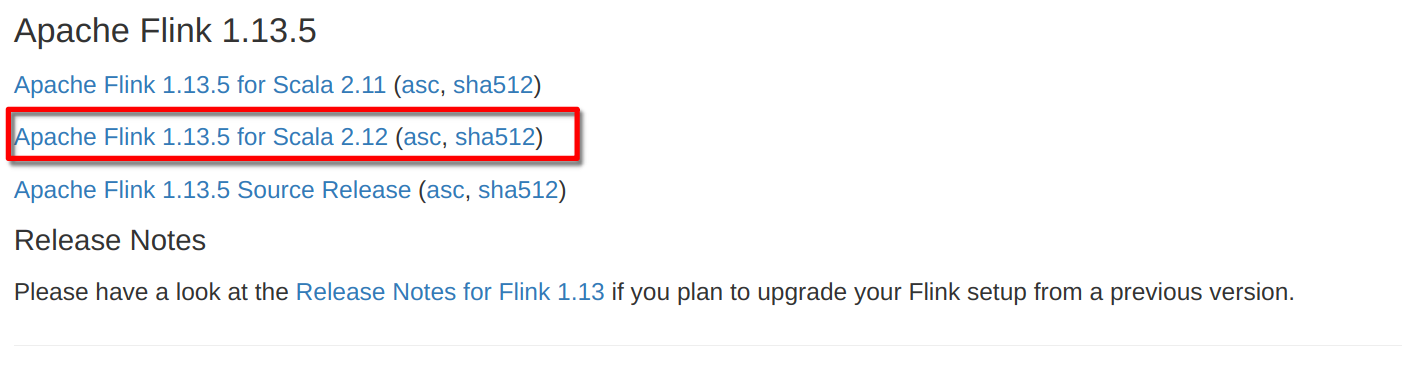 Apache Flink 1.13.5
Apache Flink 1.13.5 for Scala 2.11 (asc, sha512)
Apache Flink 1.13.5 for Scala 2.12 (asc, sha512)
Apache Flink 1.13.5 Source Release (asc, sha512)
Release Notes
Please have a look at the Release Notes for Flink 1.13 if you plan to upgrade your Flink setup from a previous version.